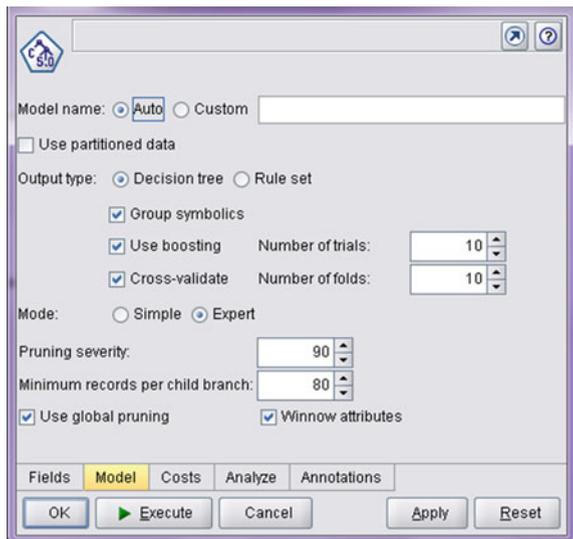 C5.0
Model name: Auto Custom
Use partitioned data
Output type: Decision tree Rule set
Group symbolics
Use boosting Number of trials: 10
Cross-validate Number of folds: 10
Mode: Simple Expert
Pruning severity: 90
Minimum records per child branch: 80
Use global pruning Winnow attributes
Fields Model Costs Analyze Annotations
OK Execute Cancel Apply Reset